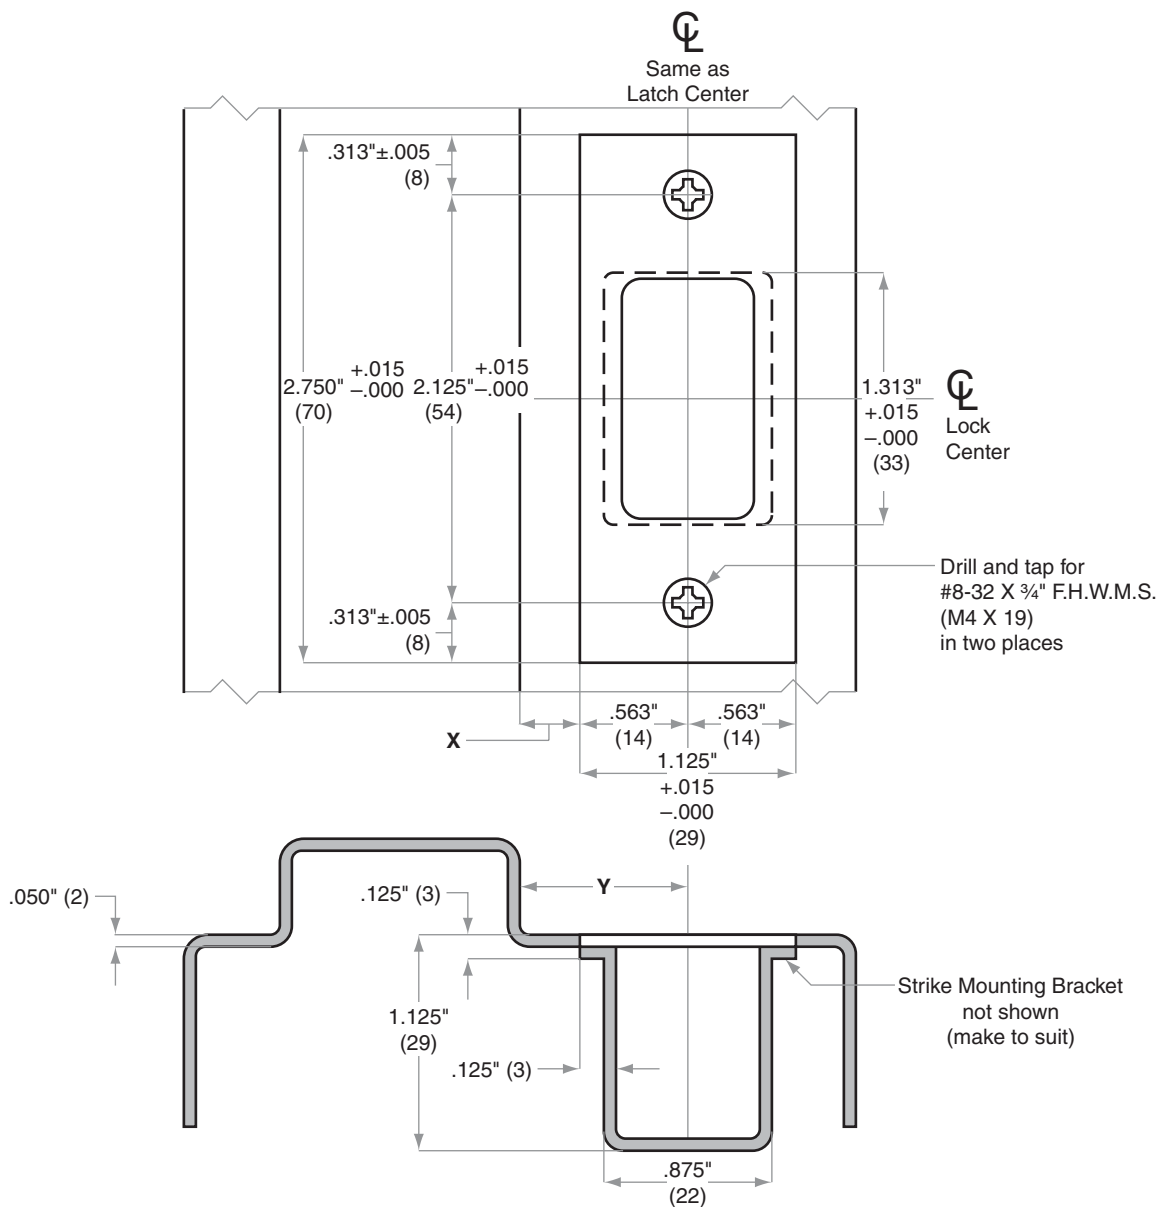 ℄
Same as
Latch Center
.313"±.005
(8)
2.750" +.015
–.000
(70)
2.125" +.015
–.000
(54)
1.313"
+.015
–.000
(33)
℄
Lock
Center
Drill and tap for
#8-32 X ¾" F.H.W.M.S.
(M4 X 19)
in two places
.313"±.005
(8)
X
.563"
(14)
.563"
(14)
1.125"
+.015
–.000
(29)
.050" (2)
.125" (3)
Y
1.125"
(29)
.125" (3)
Strike Mounting Bracket
not shown
(make to suit)
.875"
(22)